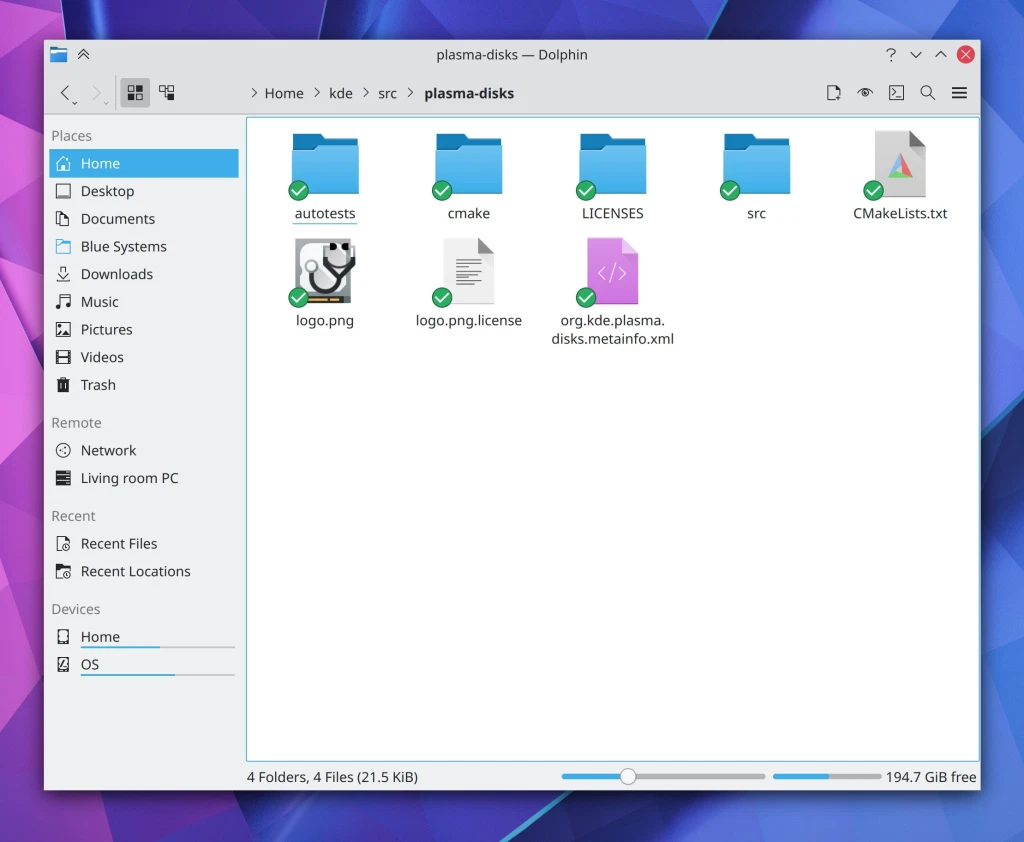 plasma-disks — Dolphin
Home
kde
src
plasma-disks
Places
Home
Desktop
Documents
Blue Systems
Downloads
Music
Pictures
Videos
Trash
Remote
Network
Living room PC
Recent
Recent Files
Recent Locations
Devices
Home
OS
autotests
cmake
LICENSES
src
CMakeLists.txt
logo.png
logo.png.license
org.kde.plasma.
disks.metainfo.xml
4 Folders, 4 Files (21.5 KiB)
194.7 GiB free